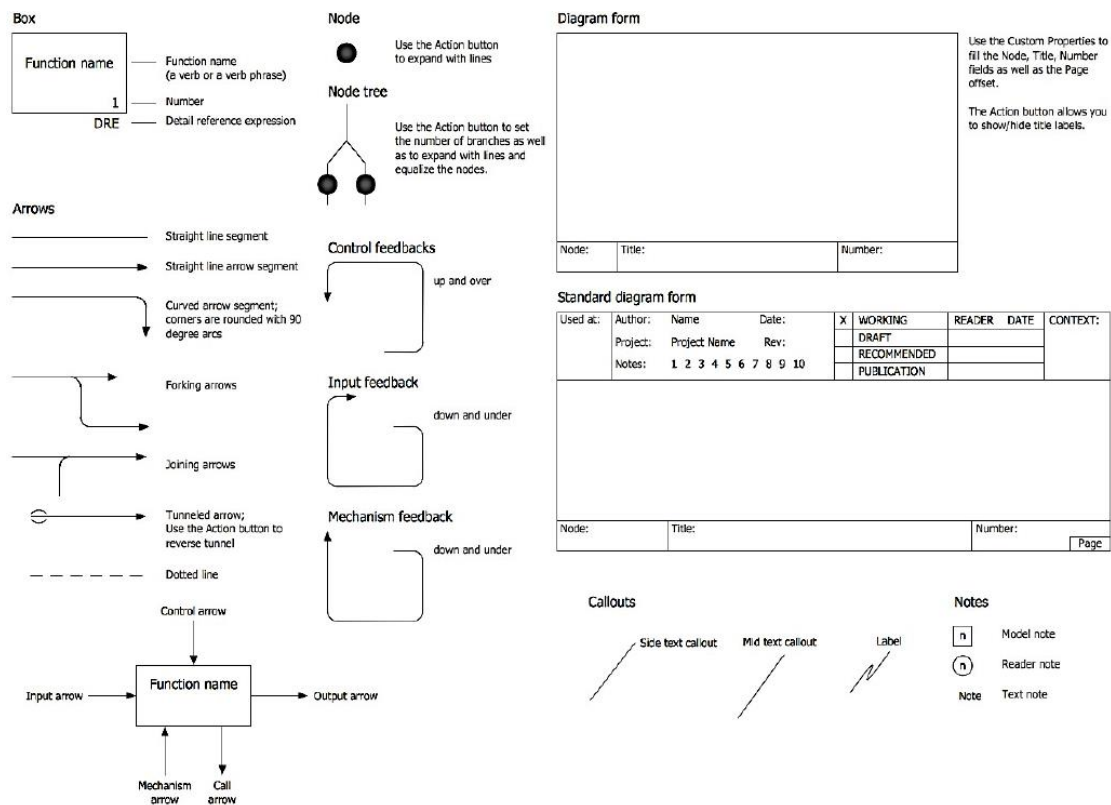 Box
Function name
1
DRE
Function name
(a verb or a verb phrase)
Number
Detail reference expression
Arrows
Straight line segment
Straight line arrow segment
Curved arrow segment;
corners are rounded with 90
degree arcs
Forking arrows
Joining arrows
Tunneled arrow;
Use the Action button to
reverse tunnel
Dotted line
Control arrow
Input arrow
Function name
Output arrow
Mechanism
arrow
Call
arrow
Node
Use the Action button
to expand with lines
Node tree
Use the Action button to set
the number of branches as well
as to expand with lines and
equalize the nodes.
Control feedbacks
up and over
Input feedback
down and under
Mechanism feedback
down and under
Diagram form
Node: Title: Number:
Use the Custom Properties to
fill the Node, Title, Number
fields as well as the Page
offset.
The Action button allows you
to show/hide title labels.
Standard diagram form
Used at: Author: Name Date: X WORKING READER DATE CONTEXT:
DRAFT
Project: Project Name Rev:
RECOMMENDED
Notes: 1 2 3 4 5 6 7 8 9 10
PUBLICATION
Node: Title: Number:
Page
Callouts
Side text callout
Mid text callout
Label
Notes
n Model note
n Reader note
Note Text note